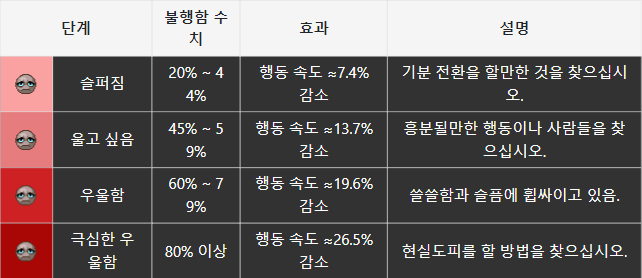 단계
불행함 수
치
효과
설명
슬퍼짐
20% ~ 4
4%
행동 속도 ≈7.4%
감소
기분 전환을 할만한 것을 찾으십시
오.
울고 싶음
45% ~ 5
9%
행동 속도 ≈13.7%
감소
흥분될만한 행동이나 사람들을 찾
으십시오.
우울함
60% ~ 7
9%
행동 속도 ≈19.6%
감소
쓸쓸함과 슬픔에 휩싸이고 있음.
극심한 우
울함
80% 이상
행동 속도 ≈26.5%
감소
현실도피를 할 방법을 찾으십시오.